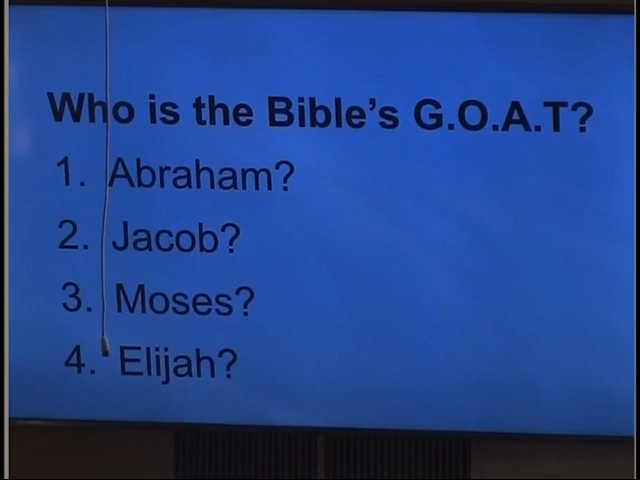 Who is the Bible's G.O.A.T?
1. Abraham?
2. Jacob?
3. Moses?
4. Elijah?